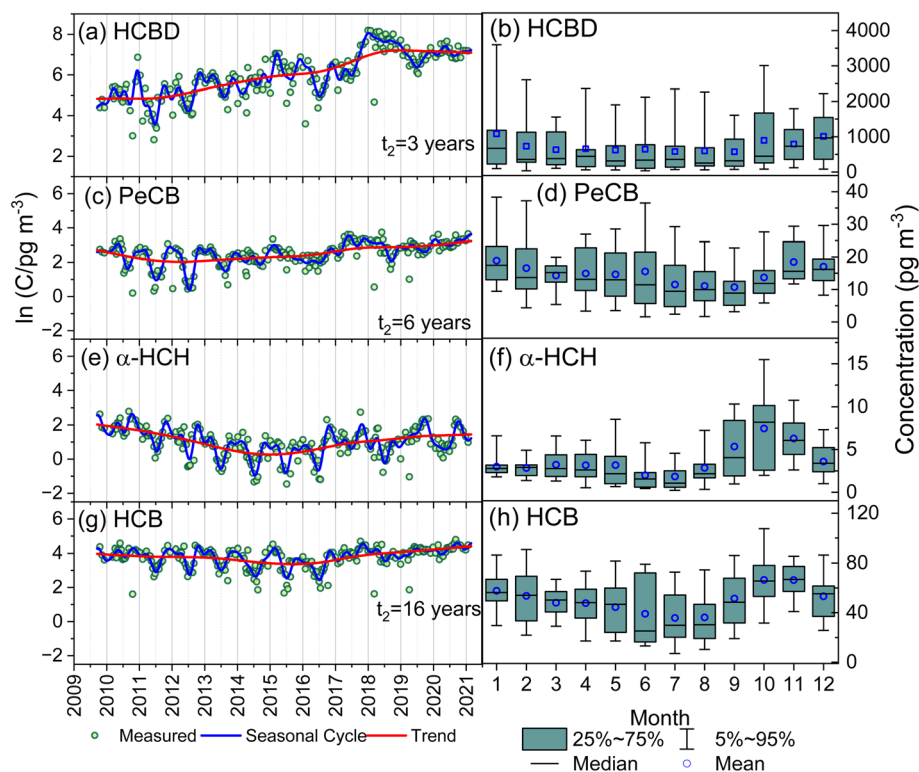 (a) HCBD
8
6
4
2
t₂=3 years
(b) HCBD
4000
3000
2000
1000
0
(c) PeCB
6
4
2
0
−2
t₂=6 years
(d) PeCB
40
30
20
10
0
(e) α-HCH
6
4
2
0
−2
(f) α-HCH
15
10
5
0
(g) HCB
6
4
2
0
−2
t₂=16 years
(h) HCB
120
80
40
0
ln (C/pg m⁻³)
Concentration (pg m⁻³)
2009 2010 2011 2012 2013 2014 2015 2016 2017 2018 2019 2020 2021
1 2 3 4 5 6 7 8 9 10 11 12
Month
Measured Seasonal Cycle Trend
25%~75% 5%~95%
Median Mean